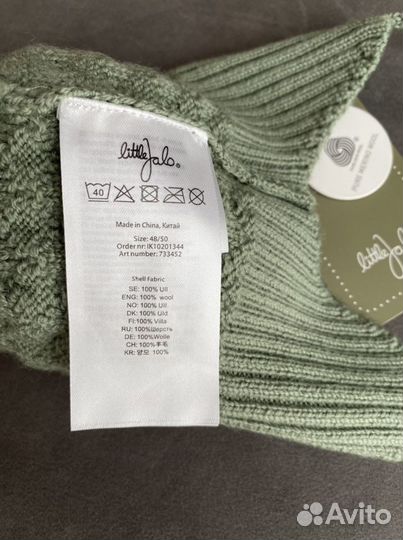 little Jalo.
40
Made in China, Китай
Size: 48/50
Order nr: IK10201344
Art number: 733452
Shell Fabric
SE: 100% Ull
ENG: 100% wool
NO: 100% Ull
DK: 100% Uld
FI: 100% Villa
RU: 100%Шерсть
DE: 100%Wolle
CH: 100%羊毛
KR: 양모 100%
PURE MERINO WOOL
little Jalo
Avito